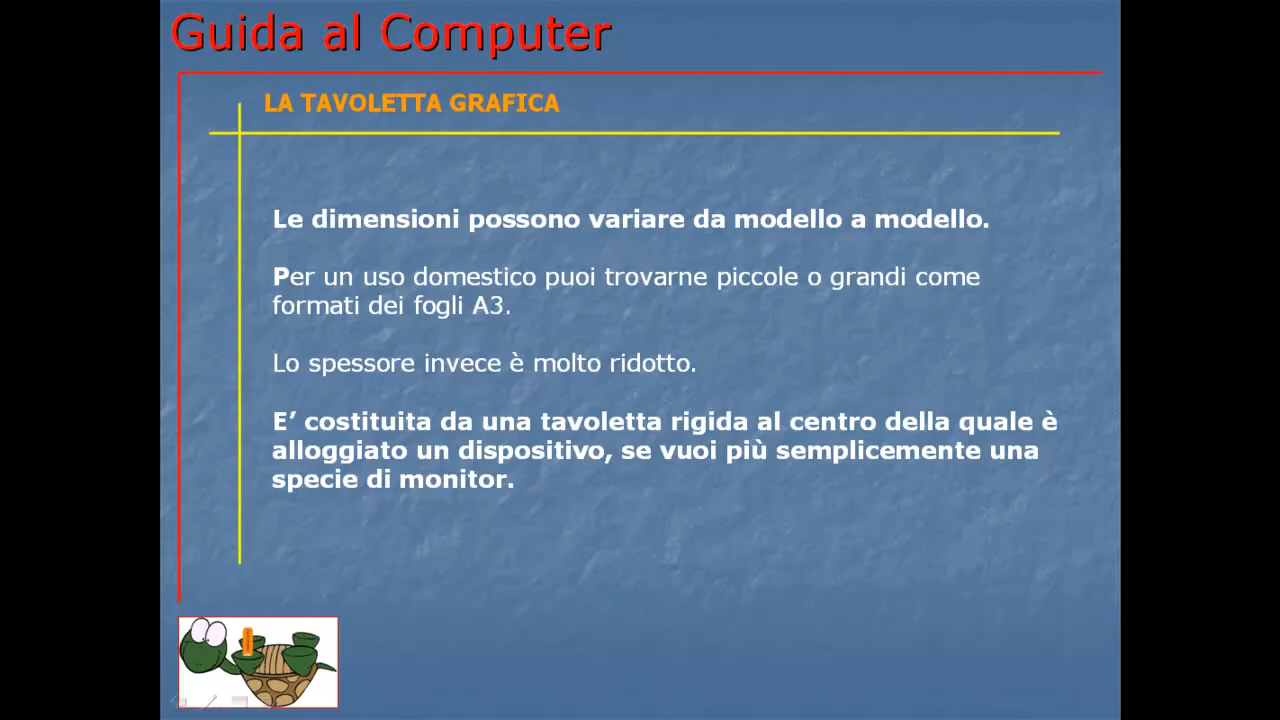 Guida al Computer
LA TAVOLETTA GRAFICA
Le dimensioni possono variare da modello a modello.
Per un uso domestico puoi trovarne piccole o grandi come
formati dei fogli A3.
Lo spessore invece è molto ridotto.
E’ costituita da una tavoletta rigida al centro della quale è
alloggiato un dispositivo, se vuoi più semplicemente una
specie di monitor.